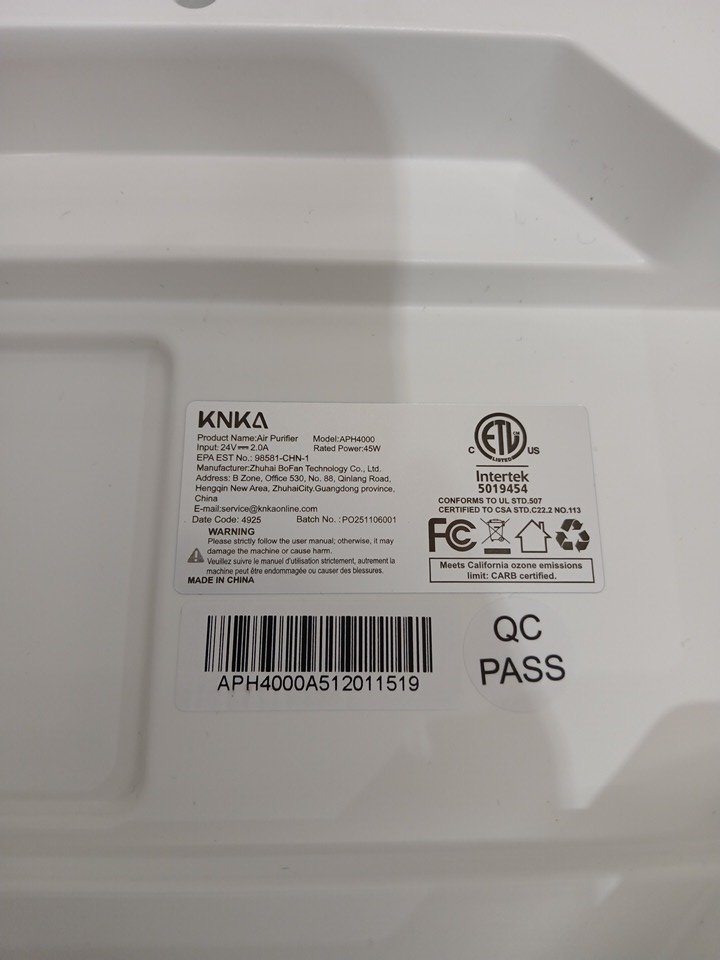 KNKA
Product Name:Air Purifier Model:APH4000
Input: 24V⎓2.0A Rated Power:45W
EPA EST No.: 98581-CHN-1
Manufacturer:Zhuhai BoFan Technology Co., Ltd.
Address: B Zone, Office 530, No. 88, Qinlang Road,
Hengqin New Area, ZhuhaiCity.Guangdong province,
China
E-mail:service@knkaonline.com
Date Code: 4925 Batch No. :PO251106001
WARNING
Please strictly follow the user manual; otherwise, it may
damage the machine or cause harm.
Veuillez suivre le manuel d'utilisation strictement, autrement la
machine peut être endommagée ou causer des blessures.
MADE IN CHINA
C ETL US
LISTED
Intertek
5019454
CONFORMS TO UL STD.507
CERTIFIED TO CSA STD.C22.2 NO.113
FC
Meets California ozone emissions
limit: CARB certified.
APH4000A512011519
QC
PASS